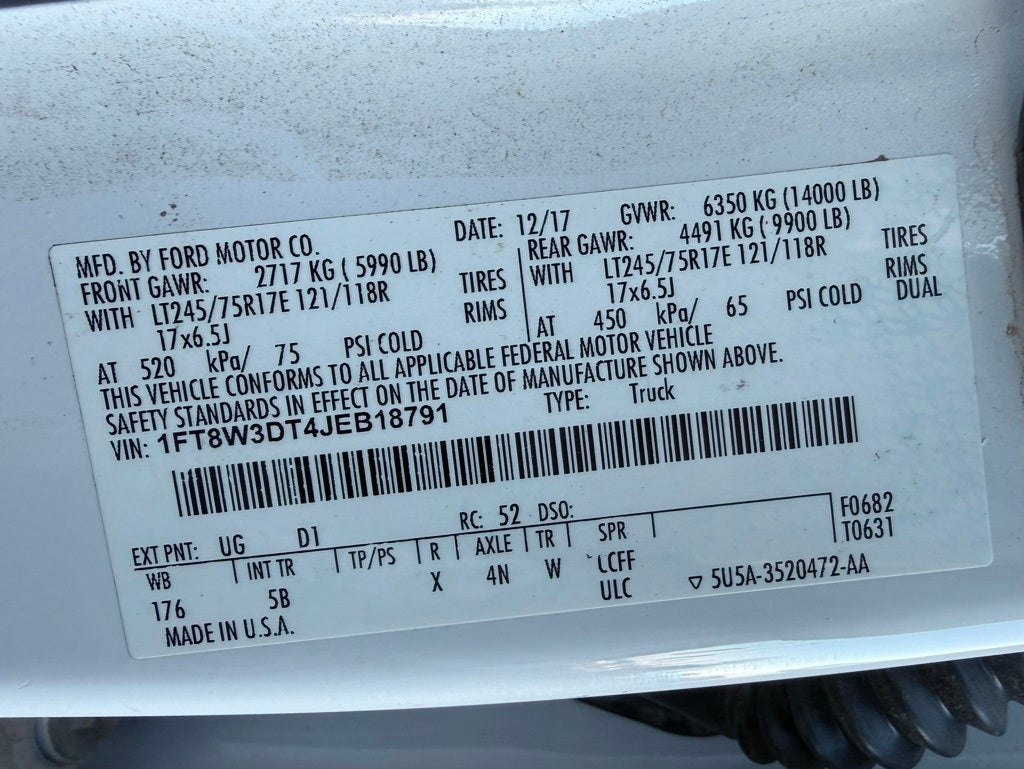 MFD. BY FORD MOTOR CO. DATE: 12/17 GVWR: 6350 KG (14000 LB)
FRONT GAWR: 2717 KG ( 5990 LB) REAR GAWR: 4491 KG ( 9900 LB)
WITH LT245/75R17E 121/118R TIRES WITH LT245/75R17E 121/118R TIRES
17x6.5J RIMS 17x6.5J RIMS
AT 520 kPa/ 75 PSI COLD AT 450 kPa/ 65 PSI COLD DUAL
THIS VEHICLE CONFORMS TO ALL APPLICABLE FEDERAL MOTOR VEHICLE
SAFETY STANDARDS IN EFFECT ON THE DATE OF MANUFACTURE SHOWN ABOVE.
VIN: 1FT8W3DT4JEB18791 TYPE: Truck
EXT PNT: UG D1 RC: 52 DSO: F0682
WB INT TR TP/PS R AXLE TR SPR T0631
176 5B X 4N W LCFF
ULC ▽ 5U5A-3520472-AA
MADE IN U.S.A.